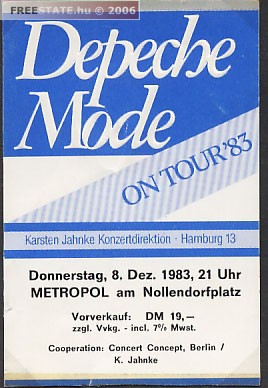 FREESTATE.hu © 2006
Depeche
Mode
ON TOUR '83
Karsten Jahnke Konzertdirektion · Hamburg 13
Donnerstag, 8. Dez. 1983, 21 Uhr
METROPOL am Nollendorfplatz
Vorverkauf: DM 19,—
zzgl. Vvkg. - incl. 7% Mwst.
Cooperation: Concert Concept, Berlin /
K. Jahnke